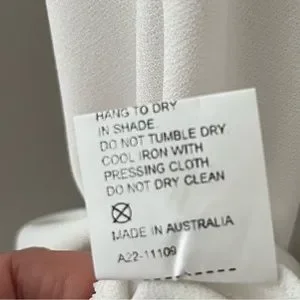 HANG TO DRY
IN SHADE
DO NOT TUMBLE DRY
COOL IRON WITH
PRESSING CLOTH
DO NOT DRY CLEAN
MADE IN AUSTRALIA
A22-11109